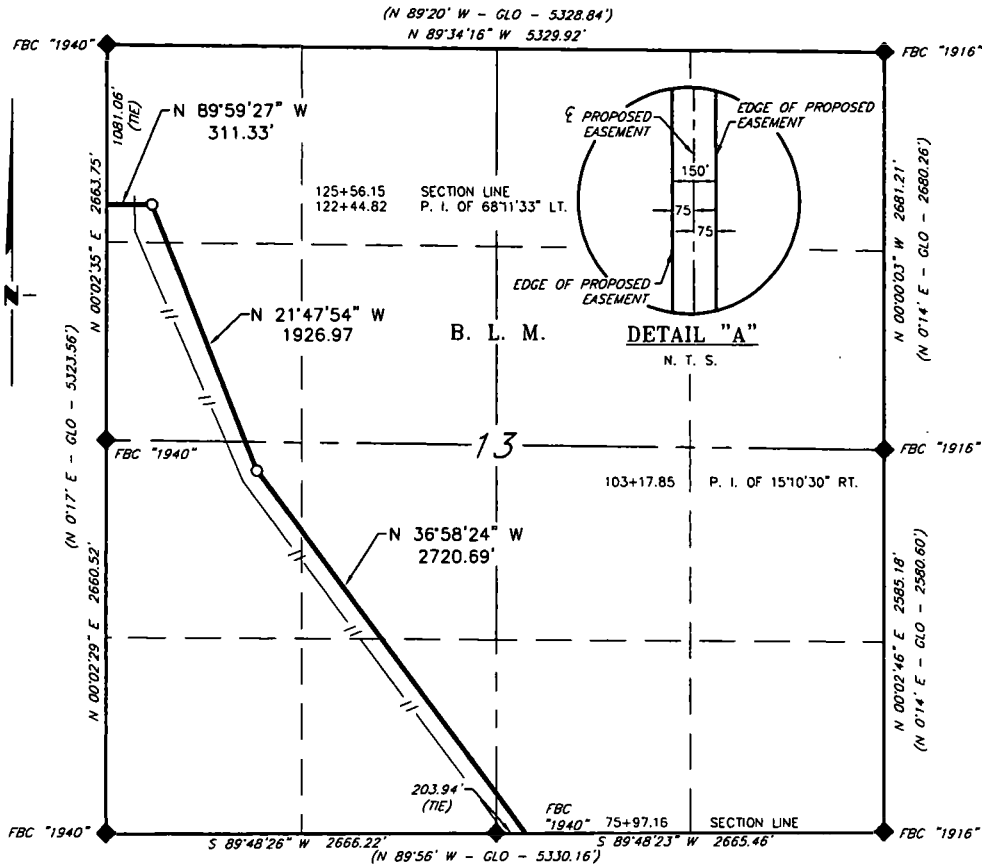 (N 89°20' W - GLO - 5328.84')
N 89°34'16" W 5329.92'
FBC "1940"
FBC "1916"
1081.06'
(TIE)
N 89°59'27" W
311.33'
₵ PROPOSED
EASEMENT
EDGE OF PROPOSED
EASEMENT
150'
75
75
EDGE OF PROPOSED
EASEMENT
DETAIL "A"
N. T. S.
125+56.15 SECTION LINE
122+44.82 P. I. OF 68°11'33" LT.
N 00°02'35" E 2663.75'
N 00°00'03" W 2681.21'
(N 0°14' E - GLO - 2680.26')
N
N 21°47'54" W
1926.97
B. L. M.
(N 0°17' E - GLO - 5323.56')
FBC "1940"
13
FBC "1916"
103+17.85 P. I. OF 15°10'30" RT.
N 36°58'24" W
2720.69'
N 00°02'29" E 2660.52'
N 00°02'46" E 2585.18'
(N 0°14' E - GLO - 2580.60')
203.94'
(TIE)
FBC
"1940"
75+97.16 SECTION LINE
FBC "1940"
FBC "1916"
S 89°48'26" W 2666.22'
S 89°48'23" W 2665.46'
(N 89°56' W - GLO - 5330.16')